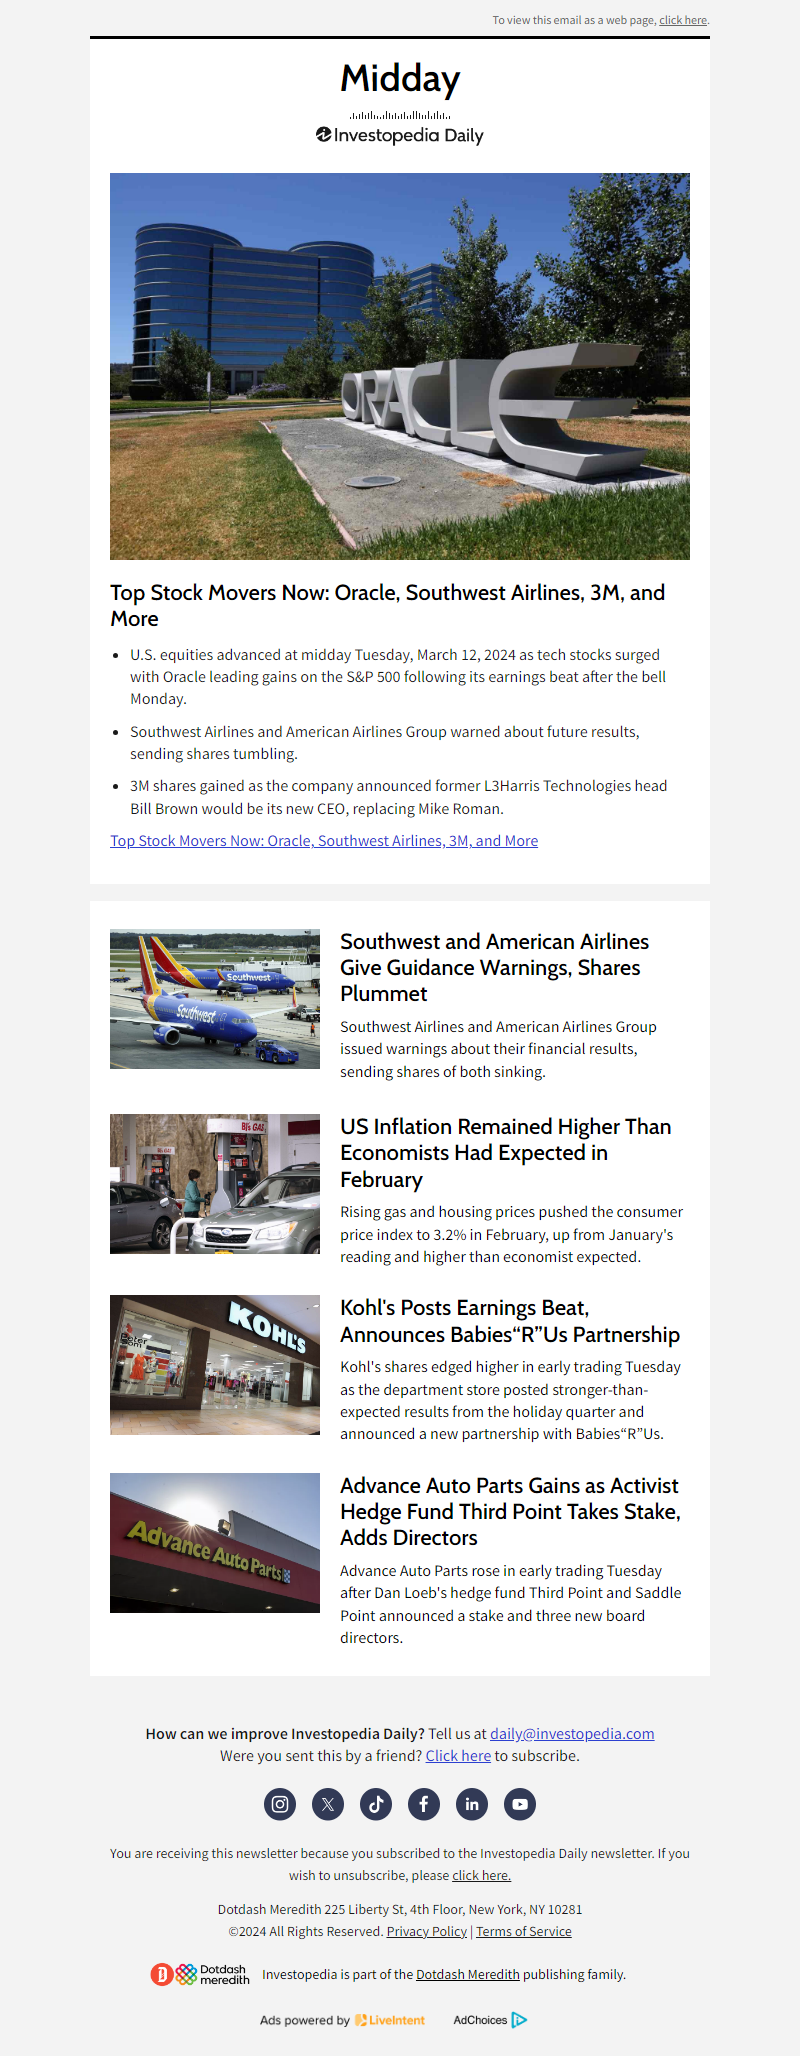 To view this email as a web page, click here.
Midday
Investopedia Daily
ORACLE
Top Stock Movers Now: Oracle, Southwest Airlines, 3M, and
More
• U.S. equities advanced at midday Tuesday, March 12, 2024 as tech stocks surged
with Oracle leading gains on the S&P 500 following its earnings beat after the bell
Monday.
• Southwest Airlines and American Airlines Group warned about future results,
sending shares tumbling.
• 3M shares gained as the company announced former L3Harris Technologies head
Bill Brown would be its new CEO, replacing Mike Roman.
Top Stock Movers Now: Oracle, Southwest Airlines, 3M, and More
Southwest
Southwest
Southwest and American Airlines
Give Guidance Warnings, Shares
Plummet
Southwest Airlines and American Airlines Group
issued warnings about their financial results,
sending shares of both sinking.
BJ's GAS
US Inflation Remained Higher Than
Economists Had Expected in
February
Rising gas and housing prices pushed the consumer
price index to 3.2% in February, up from January's
reading and higher than economist expected.
KOHL'S
Kohl's Posts Earnings Beat,
Announces Babies“R”Us Partnership
Kohl's shares edged higher in early trading Tuesday
as the department store posted stronger-than-
expected results from the holiday quarter and
announced a new partnership with Babies“R”Us.
Advance Auto Parts
Advance Auto Parts Gains as Activist
Hedge Fund Third Point Takes Stake,
Adds Directors
Advance Auto Parts rose in early trading Tuesday
after Dan Loeb's hedge fund Third Point and Saddle
Point announced a stake and three new board
directors.
How can we improve Investopedia Daily? Tell us at daily@investopedia.com
Were you sent this by a friend? Click here to subscribe.
You are receiving this newsletter because you subscribed to the Investopedia Daily newsletter. If you
wish to unsubscribe, please click here.
Dotdash Meredith 225 Liberty St, 4th Floor, New York, NY 10281
©2024 All Rights Reserved. Privacy Policy | Terms of Service
Dotdash
meredith
Investopedia is part of the Dotdash Meredith publishing family.
Ads powered by LiveIntent
AdChoices